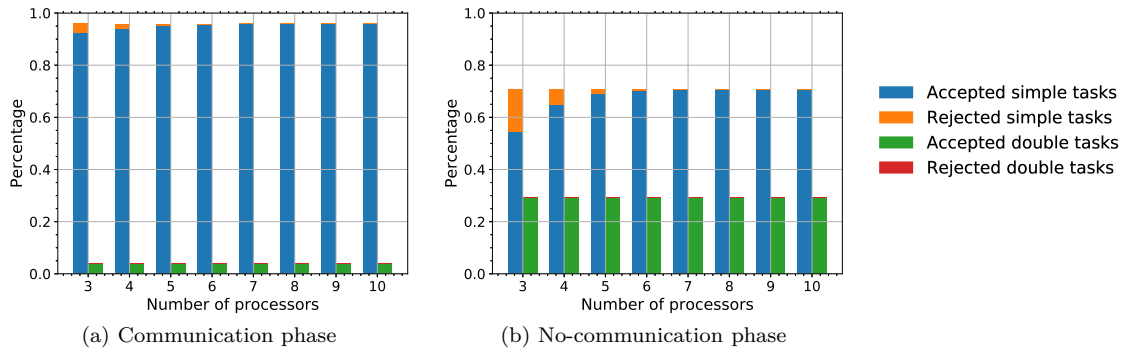 1.0
0.8
0.6
0.4
0.2
0.0
Percentage
3 4 5 6 7 8 9 10
Number of processors
(a) Communication phase
1.0
0.8
0.6
0.4
0.2
0.0
Percentage
3 4 5 6 7 8 9 10
Number of processors
(b) No-communication phase
Accepted simple tasks
Rejected simple tasks
Accepted double tasks
Rejected double tasks